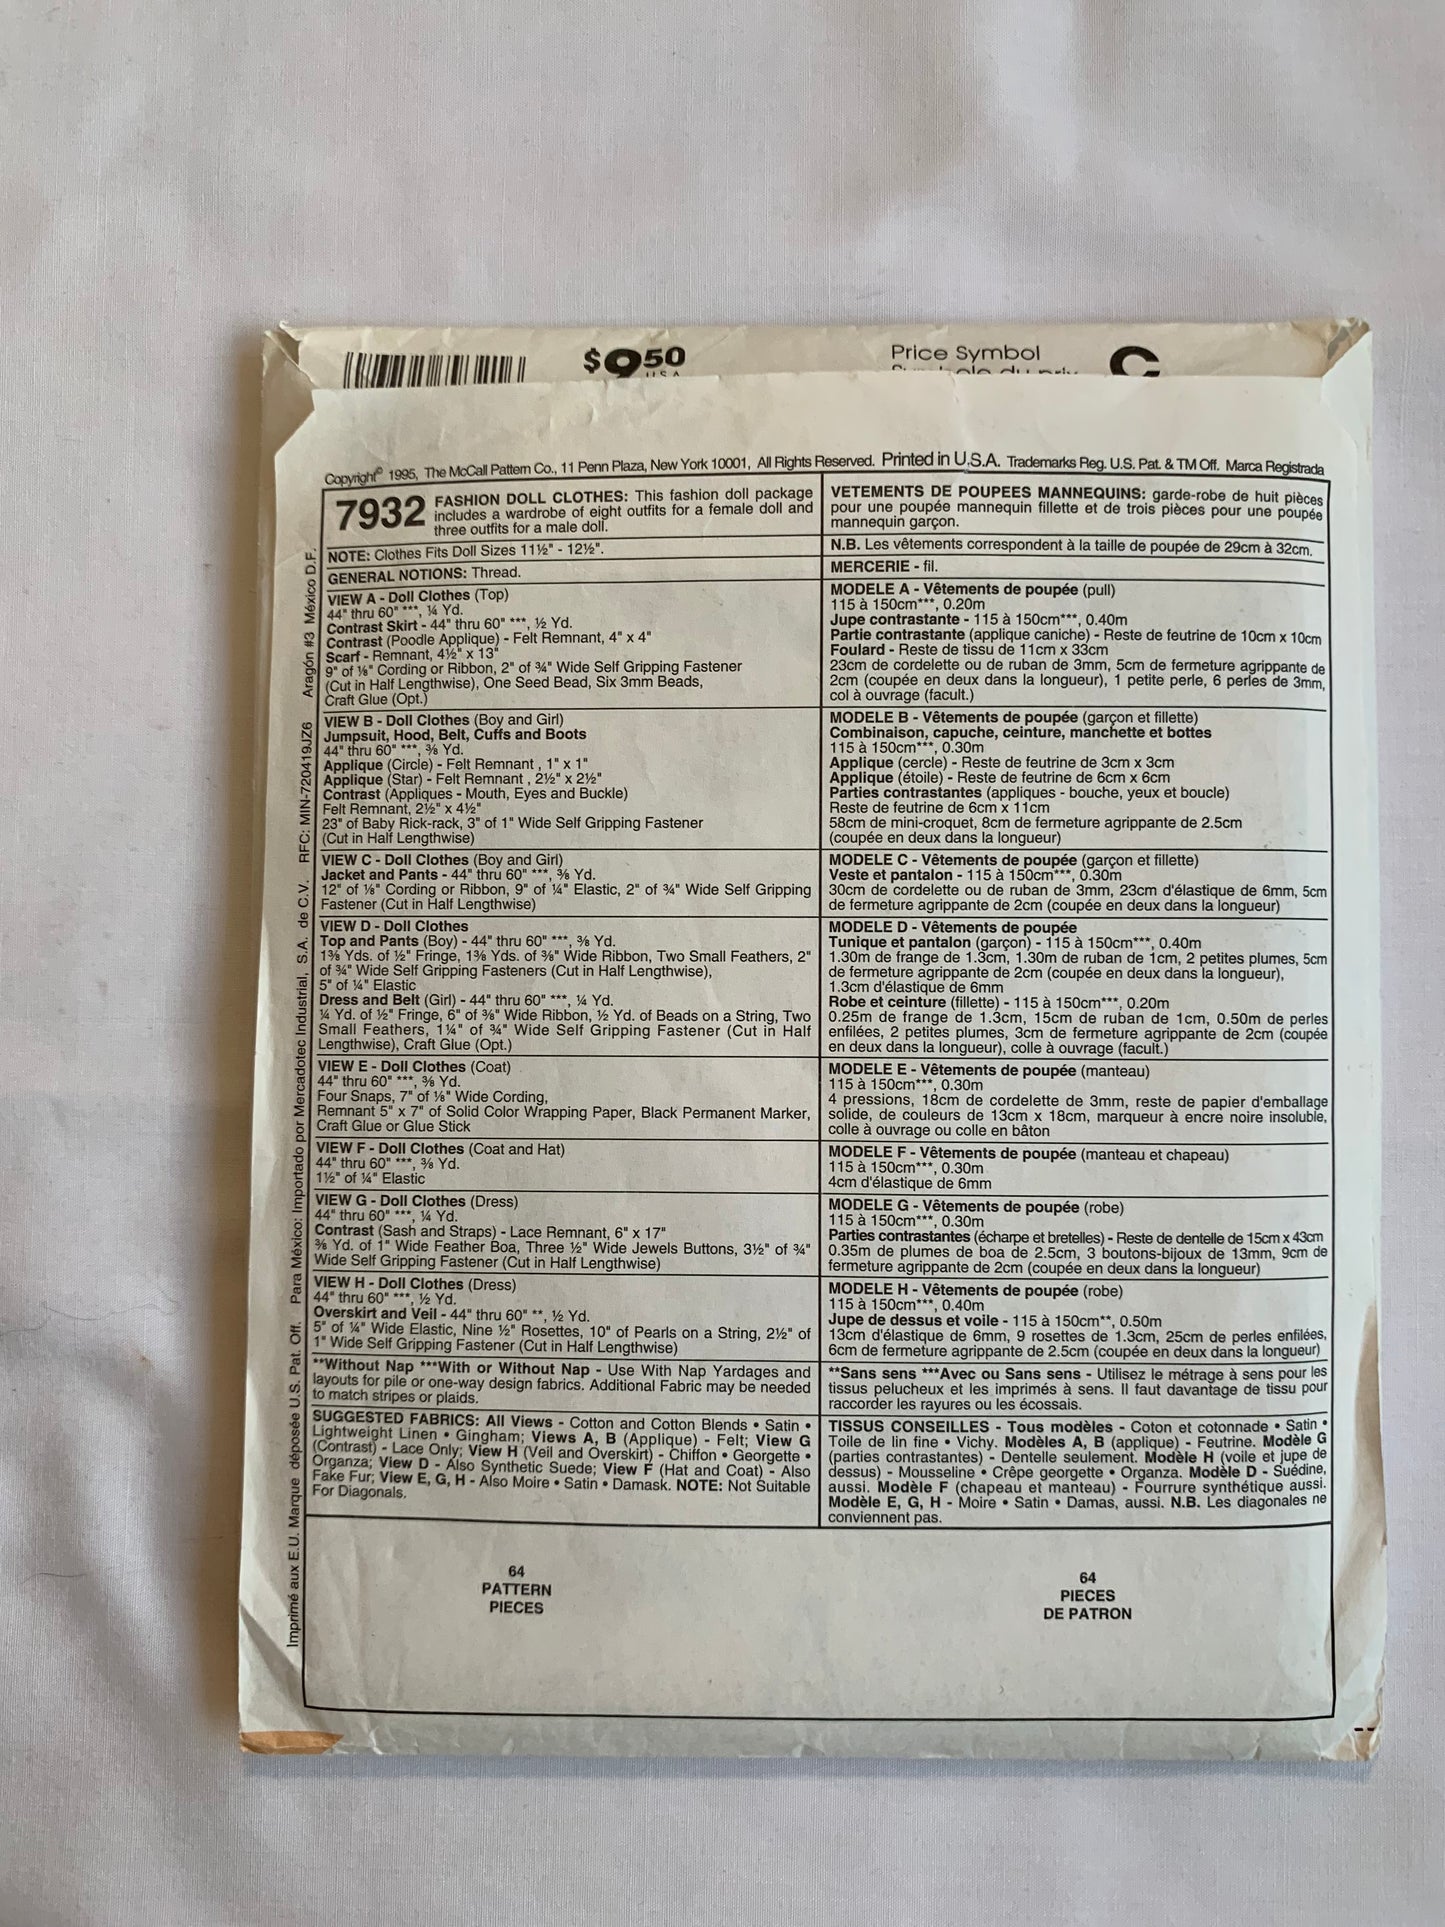 $9.50
U.S.A.
Price Symbol
Copyright© 1995, The McCall Pattern Co., 11 Penn Plaza, New York 10001, All Rights Reserved. Printed in U.S.A. Trademarks Reg. U.S. Pat. & TM Off. Marca Registrada
7932 FASHION DOLL CLOTHES: This fashion doll package
includes a wardrobe of eight outfits for a female doll and
three outfits for a male doll.
NOTE: Clothes Fits Doll Sizes 11½" - 12½".
GENERAL NOTIONS: Thread.
VIEW A - Doll Clothes (Top)
44" thru 60" ***, ¼ Yd.
Contrast Skirt - 44" thru 60" ***, ½ Yd.
Contrast (Poodle Applique) - Felt Remnant, 4" x 4"
Scarf - Remnant, 4½" x 13"
9" of ⅛" Cording or Ribbon, 2" of ¾" Wide Self Gripping Fastener
(Cut in Half Lengthwise), One Seed Bead, Six 3mm Beads,
Craft Glue (Opt.)
VIEW B - Doll Clothes (Boy and Girl)
Jumpsuit, Hood, Belt, Cuffs and Boots
44" thru 60" ***, ⅜ Yd.
Applique (Circle) - Felt Remnant , 1" x 1"
Applique (Star) - Felt Remnant , 2½" x 2½"
Contrast (Appliques - Mouth, Eyes and Buckle)
Felt Remnant, 2½" x 4½"
23" of Baby Rick-rack, 3" of 1" Wide Self Gripping Fastener
(Cut in Half Lengthwise)
VIEW C - Doll Clothes (Boy and Girl)
Jacket and Pants - 44" thru 60" ***, ⅜ Yd.
12" of ⅛" Cording or Ribbon, 9" of ¼" Elastic, 2" of ¾" Wide Self Gripping
Fastener (Cut in Half Lengthwise)
VIEW D - Doll Clothes
Top and Pants (Boy) - 44" thru 60" ***, ⅜ Yd.
1⅜ Yds. of ½" Fringe, 1⅜ Yds. of ⅜" Wide Ribbon, Two Small Feathers, 2"
of ¾" Wide Self Gripping Fasteners (Cut in Half Lengthwise),
5" of ¼" Elastic
Dress and Belt (Girl) - 44" thru 60" ***, ¼ Yd.
¼ Yd. of ½" Fringe, 6" of ⅜" Wide Ribbon, ½ Yd. of Beads on a String, Two
Small Feathers, 1¼" of ¾" Wide Self Gripping Fastener (Cut in Half
Lengthwise), Craft Glue (Opt.)
VIEW E - Doll Clothes (Coat)
44" thru 60" ***, ⅜ Yd.
Four Snaps, 7" of ⅛" Wide Cording,
Remnant 5" x 7" of Solid Color Wrapping Paper, Black Permanent Marker,
Craft Glue or Glue Stick
VIEW F - Doll Clothes (Coat and Hat)
44" thru 60" ***, ⅜ Yd.
1½" of ¼" Elastic
VIEW G - Doll Clothes (Dress)
44" thru 60" ***, ¼ Yd.
Contrast (Sash and Straps) - Lace Remnant, 6" x 17"
⅜ Yd. of 1" Wide Feather Boa, Three ½" Wide Jewels Buttons, 3½" of ¾"
Wide Self Gripping Fastener (Cut in Half Lengthwise)
VIEW H - Doll Clothes (Dress)
44" thru 60" ***, ½ Yd.
Overskirt and Veil - 44" thru 60" **, ½ Yd.
5" of ¼" Wide Elastic, Nine ½" Rosettes, 10" of Pearls on a String, 2½" of
1" Wide Self Gripping Fastener (Cut in Half Lengthwise)
**Without Nap ***With or Without Nap - Use With Nap Yardages and
layouts for pile or one-way design fabrics. Additional Fabric may be needed
to match stripes or plaids.
SUGGESTED FABRICS: All Views - Cotton and Cotton Blends • Satin •
Lightweight Linen • Gingham; Views A, B (Applique) - Felt; View G
(Contrast) - Lace Only; View H (Veil and Overskirt) - Chiffon • Georgette •
Organza; View D - Also Synthetic Suede; View F (Hat and Coat) - Also
Fake Fur; View E, G, H - Also Moire • Satin • Damask. NOTE: Not Suitable
For Diagonals.
64
PATTERN
PIECES
VETEMENTS DE POUPEES MANNEQUINS: garde-robe de huit pièces
pour une poupée mannequin fillette et de trois pièces pour une poupée
mannequin garçon.
N.B. Les vêtements correspondent à la taille de poupée de 29cm à 32cm.
MERCERIE - fil.
MODELE A - Vêtements de poupée (pull)
115 à 150cm***, 0.20m
Jupe contrastante - 115 à 150cm***, 0.40m
Partie contrastante (applique caniche) - Reste de feutrine de 10cm x 10cm
Foulard - Reste de tissu de 11cm x 33cm
23cm de cordelette ou de ruban de 3mm, 5cm de fermeture agrippante de
2cm (coupée en deux dans la longueur), 1 petite perle, 6 perles de 3mm,
col à ouvrage (facult.)
MODELE B - Vêtements de poupée (garçon et fillette)
Combinaison, capuche, ceinture, manchette et bottes
115 à 150cm***, 0.30m
Applique (cercle) - Reste de feutrine de 3cm x 3cm
Applique (étoile) - Reste de feutrine de 6cm x 6cm
Parties contrastantes (appliques - bouche, yeux et boucle)
Reste de feutrine de 6cm x 11cm
58cm de mini-croquet, 8cm de fermeture agrippante de 2.5cm
(coupée en deux dans la longueur)
MODELE C - Vêtements de poupée (garçon et fillette)
Veste et pantalon - 115 à 150cm***, 0.30m
30cm de cordelette ou de ruban de 3mm, 23cm d'élastique de 6mm, 5cm
de fermeture agrippante de 2cm (coupée en deux dans la longueur)
MODELE D - Vêtements de poupée
Tunique et pantalon (garçon) - 115 à 150cm***, 0.40m
1.30m de frange de 1.3cm, 1.30m de ruban de 1cm, 2 petites plumes, 5cm
de fermeture agrippante de 2cm (coupée en deux dans la longueur),
1.3cm d'élastique de 6mm
Robe et ceinture (fillette) - 115 à 150cm***, 0.20m
0.25m de frange de 1.3cm, 15cm de ruban de 1cm, 0.50m de perles
enfilées, 2 petites plumes, 3cm de fermeture agrippante de 2cm (coupée
en deux dans la longueur), colle à ouvrage (facult.)
MODELE E - Vêtements de poupée (manteau)
115 à 150cm***, 0.30m
4 pressions, 18cm de cordelette de 3mm, reste de papier d'emballage
solide, de couleurs de 13cm x 18cm, marqueur à encre noire insoluble,
colle à ouvrage ou colle en bâton
MODELE F - Vêtements de poupée (manteau et chapeau)
115 à 150cm***, 0.30m
4cm d'élastique de 6mm
MODELE G - Vêtements de poupée (robe)
115 à 150cm***, 0.30m
Parties contrastantes (écharpe et bretelles) - Reste de dentelle de 15cm x 43cm
0.35m de plumes de boa de 2.5cm, 3 boutons-bijoux de 13mm, 9cm de
fermeture agrippante de 2cm (coupée en deux dans la longueur)
MODELE H - Vêtements de poupée (robe)
115 à 150cm***, 0.40m
Jupe de dessus et voile - 115 à 150cm**, 0.50m
13cm d'élastique de 6mm, 9 rosettes de 1.3cm, 25cm de perles enfilées,
6cm de fermeture agrippante de 2.5cm (coupée en deux dans la longueur)
**Sans sens ***Avec ou Sans sens - Utilisez le métrage à sens pour les
tissus pelucheux et les imprimés à sens. Il faut davantage de tissu pour
raccorder les rayures ou les écossais.
TISSUS CONSEILLES - Tous modèles - Coton et cotonnade • Satin •
Toile de lin fine • Vichy. Modèles A, B (applique) - Feutrine. Modèle G
(parties contrastantes) - Dentelle seulement. Modèle H (voile et jupe de
dessus) - Mousseline • Crêpe georgette • Organza. Modèle D - Suédine,
aussi. Modèle F (chapeau et manteau) - Fourrure synthétique aussi.
Modèle E, G, H - Moire • Satin • Damas, aussi. N.B. Les diagonales ne
conviennent pas.
64
PIECES
DE PATRON
Imprimé aux E.U. Marque déposée U.S. Pat. Off. Para México: Importado por Mercadotec Industrial, S.A. de C.V. RFC: MIN-720419JZ6 Aragón #3 México D.F.